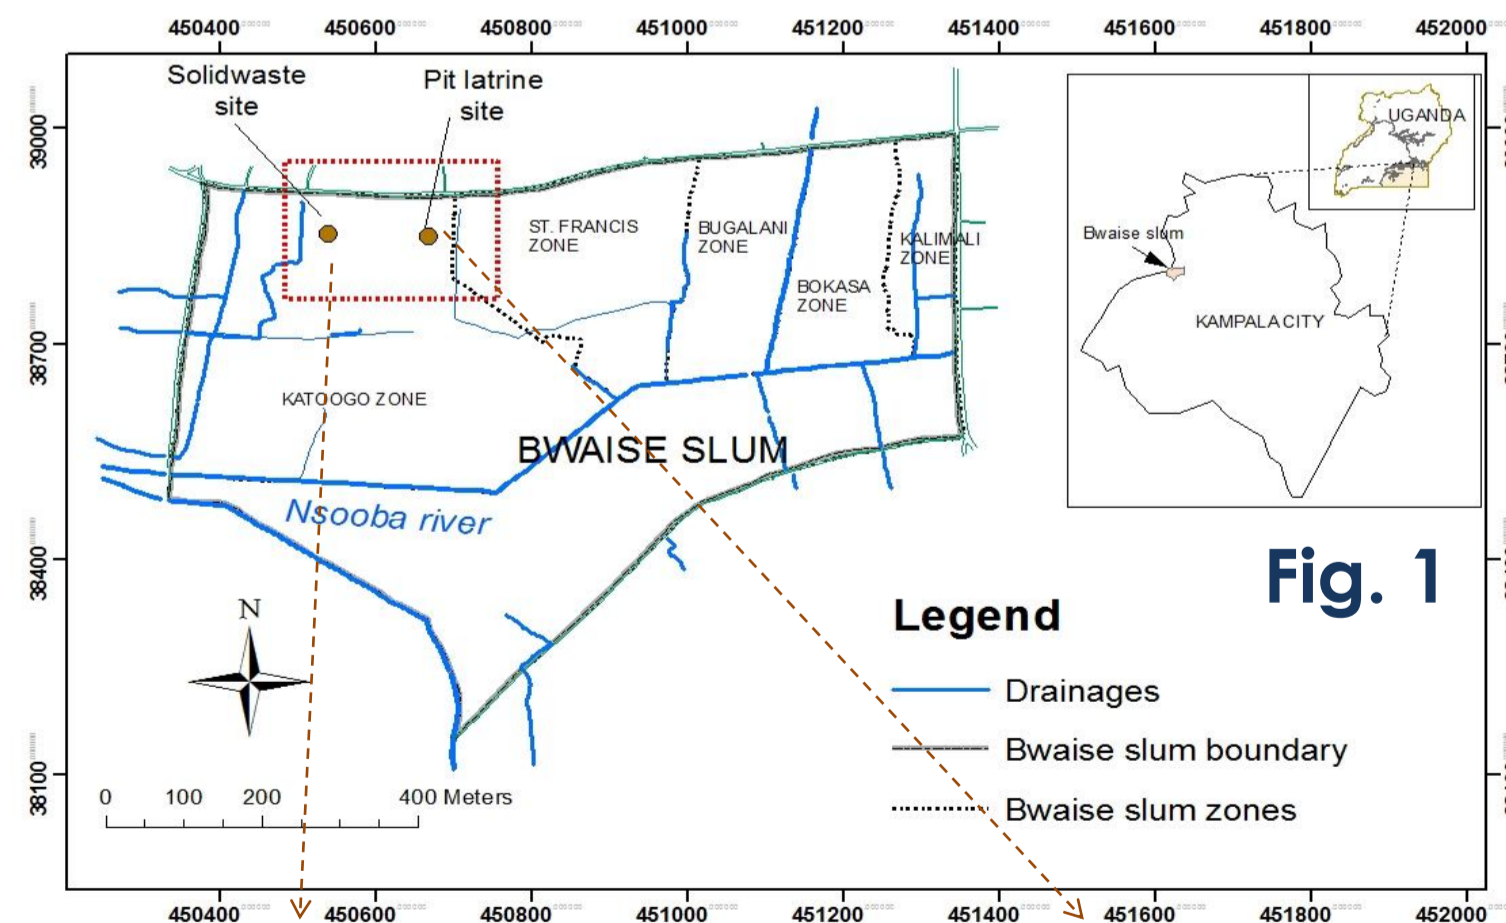 450400 450600 450800 451000 451200 451400 451600 451800 452000
Solidwaste
site
Pit latrine
site
39000
38700
38400
38100
ST. FRANCIS
ZONE
BUGALANI
ZONE
KALIMALI
ZONE
BOKASA
ZONE
KATOOGO ZONE
BWAISE SLUM
Nsooba river
N
0 100 200 400 Meters
UGANDA
Bwaise slum
KAMPALA CITY
Fig. 1
Legend
Drainages
Bwaise slum boundary
Bwaise slum zones
450400 450600 450800 451000 451200 451400 451600 451800 452000